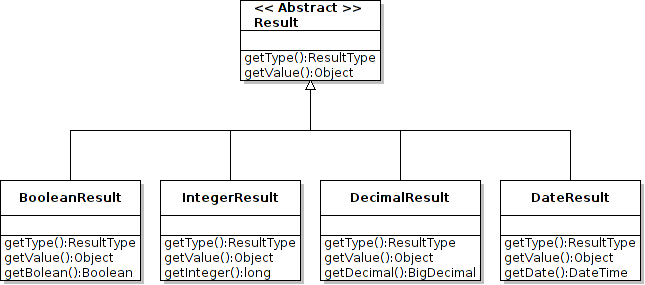 << Abstract >>
Result
getType():ResultType
getValue():Object
BooleanResult
getType():ResultType
getValue():Object
getBolean():Boolean
IntegerResult
getType():ResultType
getValue():Object
getInteger():long
DecimalResult
getType():ResultType
getValue():Object
getDecimal():BigDecimal
DateResult
getType():ResultType
getValue():Object
getDate():DateTime